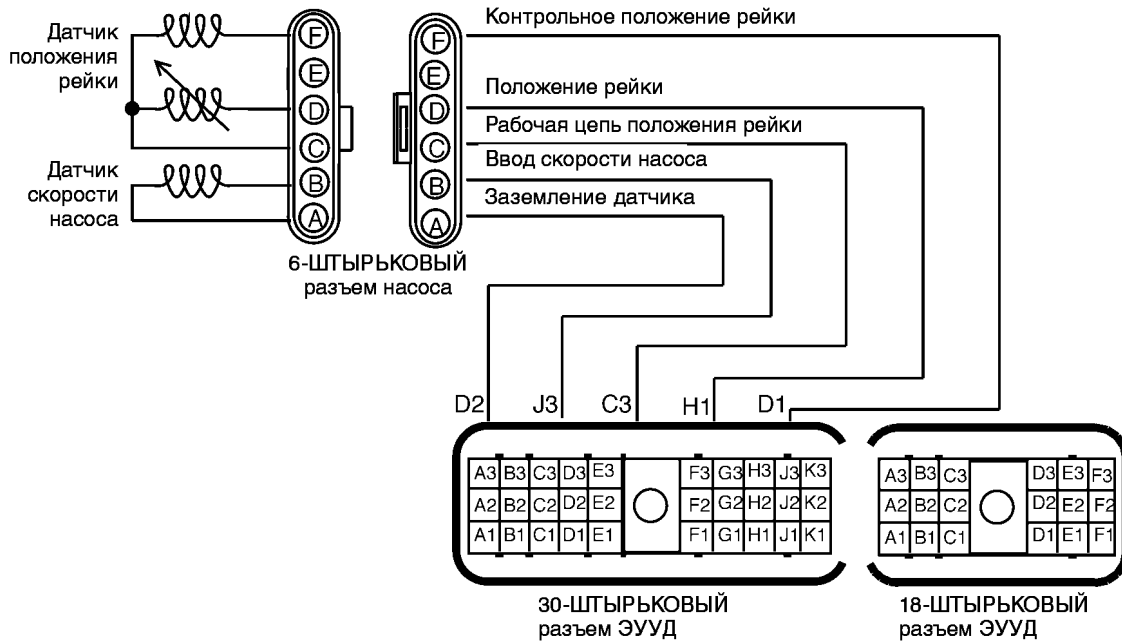 Датчик
положения
рейки
Датчик
скорости
насоса
F
E
D
C
B
A
6-ШТЫРЬКОВЫЙ
разъем насоса
F
E
D
C
B
A
Контрольное положение рейки
Положение рейки
Рабочая цепь положения рейки
Ввод скорости насоса
Заземление датчика
D2 J3 C3 H1 D1
A3 B3 C3 D3 E3 F3 G3 H3 J3 K3
A2 B2 C2 D2 E2 F2 G2 H2 J2 K2
A1 B1 C1 D1 E1 F1 G1 H1 J1 K1
30-ШТЫРЬКОВЫЙ
разъем ЭУУД
A3 B3 C3 D3 E3 F3
A2 B2 C2 D2 E2 F2
A1 B1 C1 D1 E1 F1
18-ШТЫРЬКОВЫЙ
разъем ЭУУД